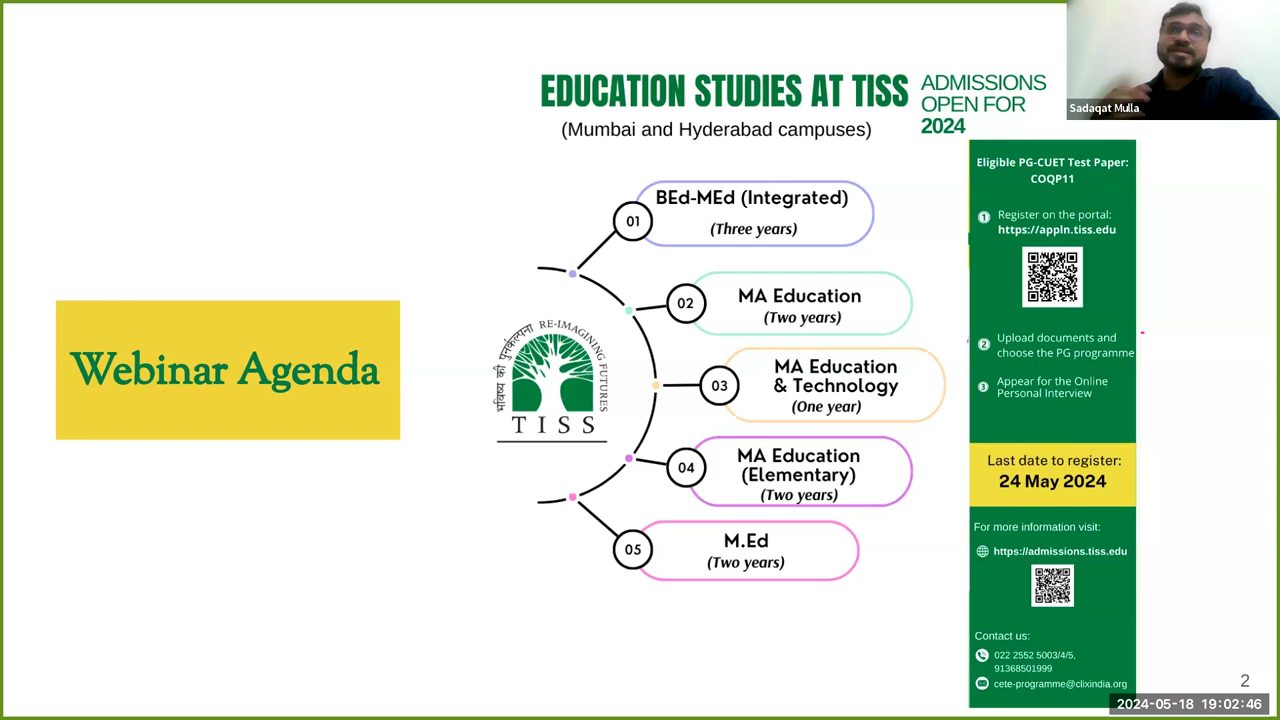 Sadaqat Mulla
EDUCATION STUDIES AT TISS
(Mumbai and Hyderabad campuses)
ADMISSIONS
OPEN FOR
2024
Webinar Agenda
भविष्य की पुनर्कल्पना RE-IMAGINING FUTURES
TISS
01
BEd-MEd (Integrated)
(Three years)
02
MA Education
(Two years)
03
MA Education
& Technology
(One year)
04
MA Education
(Elementary)
(Two years)
05
M.Ed
(Two years)
Eligible PG-CUET Test Paper:
COQP11
1 Register on the portal:
https://appln.tiss.edu
2 Upload documents and
choose the PG programme
3 Appear for the Online
Personal Interview
Last date to register:
24 May 2024
For more information visit:
https://admissions.tiss.edu
Contact us:
022 2552 5003/4/5,
91368501999
cete-programme@clixindia.org
2
2024-05-18 19:02:46